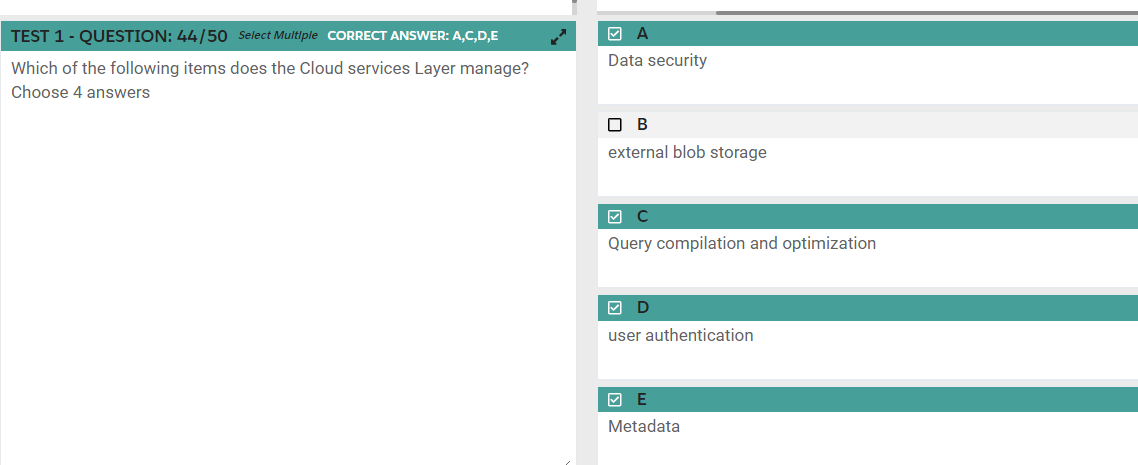 TEST 1 - QUESTION: 44/50 Select Multiple CORRECT ANSWER: A,C,D,E
Which of the following items does the Cloud services Layer manage?
Choose 4 answers
A
Data security
B
external blob storage
C
Query compilation and optimization
D
user authentication
E
Metadata